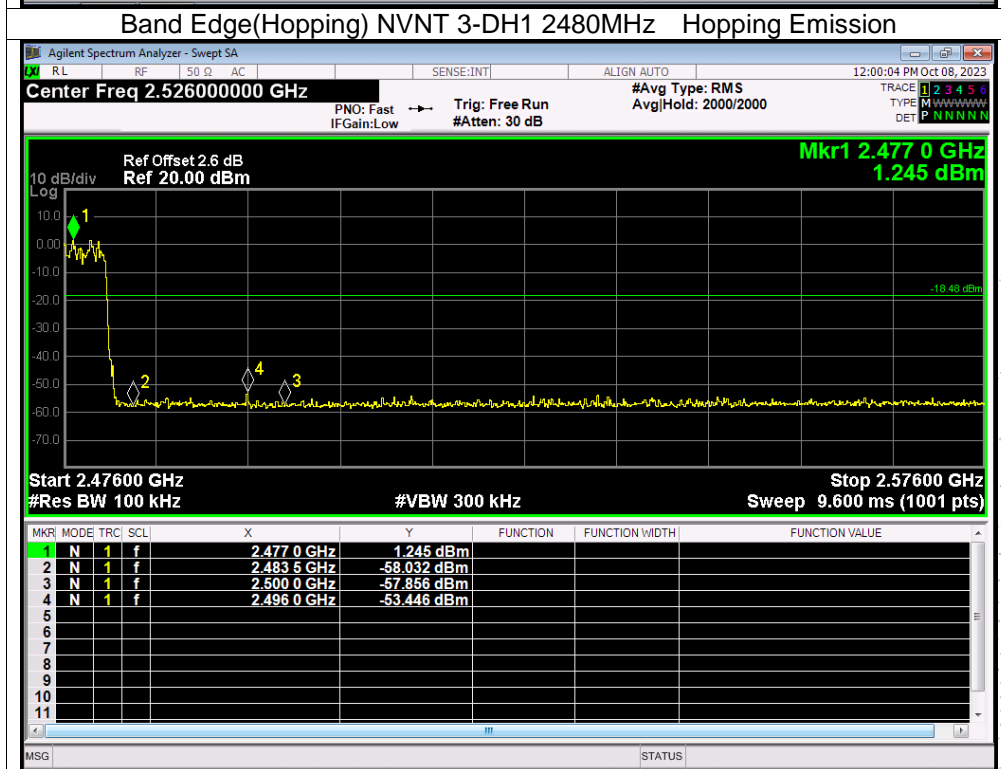 Band Edge(Hopping) NVNT 3-DH1 2480MHz Hopping Emission
Agilent Spectrum Analyzer - Swept SA
LXI RL RF 50 Ω AC SENSE:INT ALIGN AUTO 12:00:04 PM Oct 08, 2023
Center Freq 2.526000000 GHz #Avg Type: RMS TRACE 1 2 3 4 5 6
PNO: Fast Trig: Free Run Avg|Hold: 2000/2000 TYPE M WWWWW
IFGain:Low #Atten: 30 dB DET P N N N N N
Mkr1 2.477 0 GHz
Ref Offset 2.6 dB
10 dB/div Ref 20.00 dBm 1.245 dBm
Log
10.0
1
0.00
-10.0
-18.48 dBm
-20.0
-30.0
-40.0
4
-50.0
2
3
-60.0
-70.0
Start 2.47600 GHz Stop 2.57600 GHz
#Res BW 100 kHz #VBW 300 kHz Sweep 9.600 ms (1001 pts)
MKR MODE TRC SCL X Y FUNCTION FUNCTION WIDTH FUNCTION VALUE
1 N 1 f 2.477 0 GHz 1.245 dBm
2 N 1 f 2.483 5 GHz -58.032 dBm
3 N 1 f 2.500 0 GHz -57.856 dBm
4 N 1 f 2.496 0 GHz -53.446 dBm
5
6
7
8
9
10
11
MSG STATUS